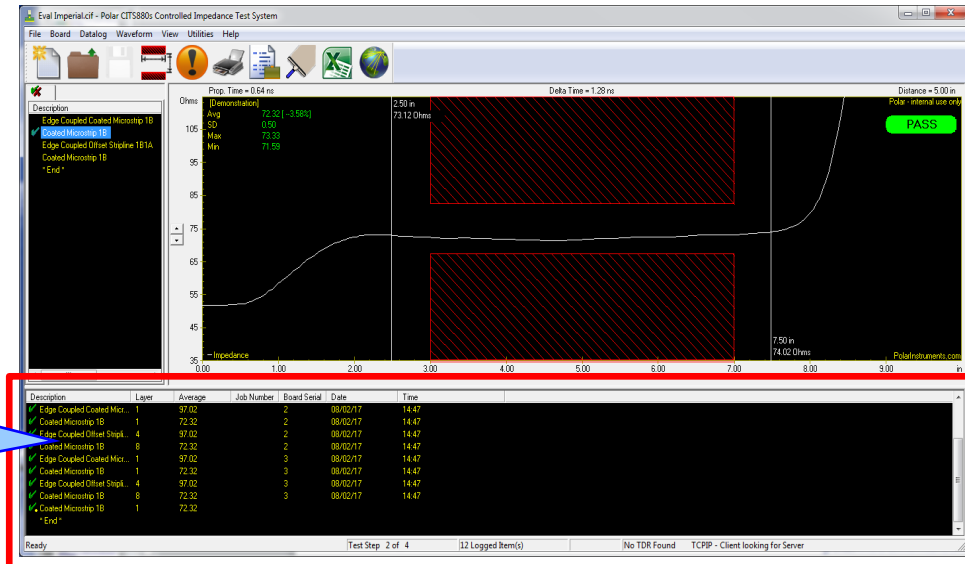 Eval Imperial.cif - Polar CITS880s Controlled Impedance Test System
File Board Datalog Waveform View Utilities Help
Prop. Time = 0.64 ns Delta Time = 1.28 ns Distance = 5.00 in
Description
Edge Coupled Coated Microstrip 1B
Coated Microstrip 1B
Edge Coupled Offset Stripline 1B1A
Coated Microstrip 1B
* End *
Ohms
105
95
85
75
65
55
45
35
[Demonstration]
Avg 72.32 ( -3.58%)
SD 0.50
Max 73.33
Min 71.59
2.50 in
73.12 Ohms
Polar - internal use only
PASS
7.50 in
74.02 Ohms
Impedance
PolarInstruments.com
0.00 1.00 2.00 3.00 4.00 5.00 6.00 7.00 8.00 9.00 in
Description Layer Average Job Number Board Serial Date Time
Edge Coupled Coated Micr... 1 97.02 2 08/02/17 14:47
Coated Microstrip 1B 1 72.32 2 08/02/17 14:47
Edge Coupled Offset Stripli... 4 97.02 2 08/02/17 14:47
Coated Microstrip 1B 8 72.32 2 08/02/17 14:47
Edge Coupled Coated Micr... 1 97.02 3 08/02/17 14:47
Coated Microstrip 1B 1 72.32 3 08/02/17 14:47
Edge Coupled Offset Stripli... 4 97.02 3 08/02/17 14:47
Coated Microstrip 1B 8 72.32 3 08/02/17 14:47
Coated Microstrip 1B 1 72.32
* End *
Ready Test Step 2 of 4 12 Logged Item(s) No TDR Found TCPIP - Client looking for Server